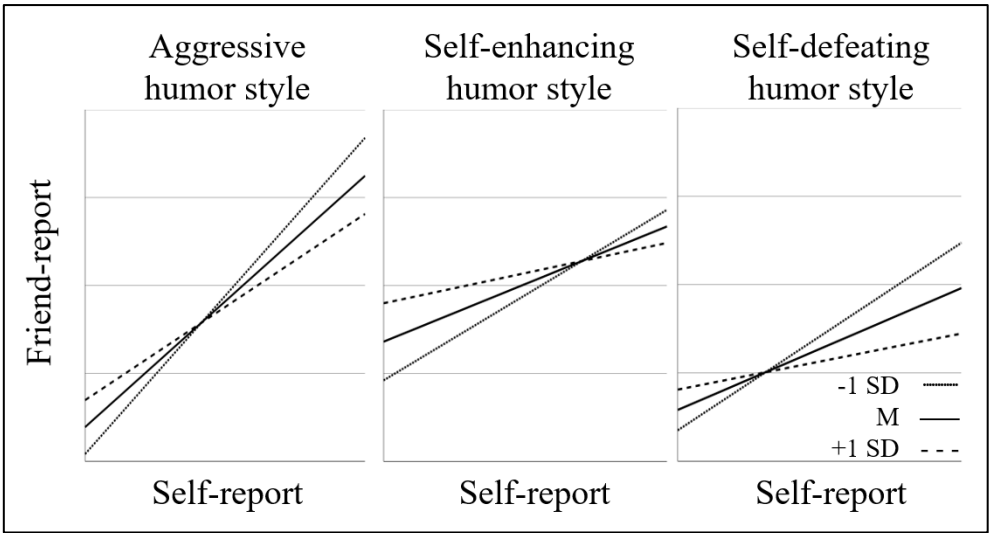 Aggressive
humor style
Self-enhancing
humor style
Self-defeating
humor style
Friend-report
-1 SD
M
+1 SD
Self-report
Self-report
Self-report